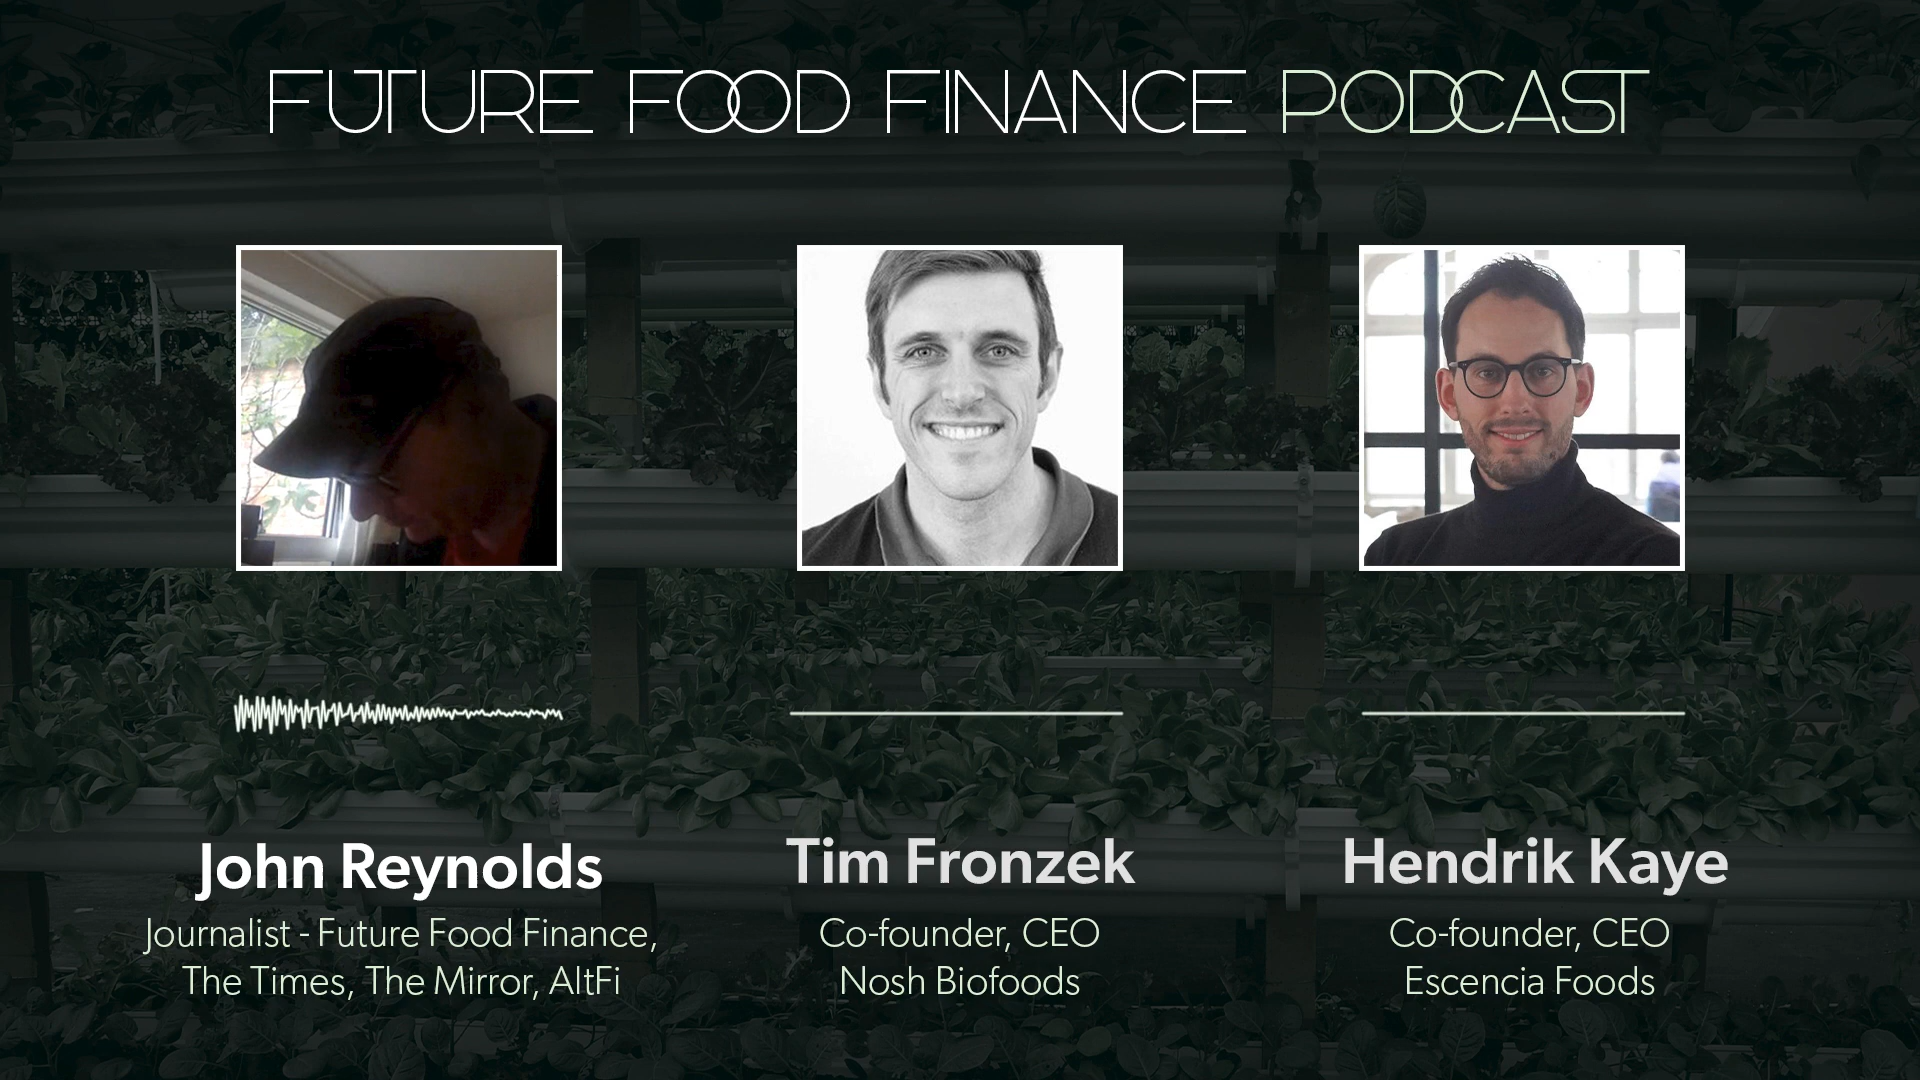 FUTURE FOOD FINANCE PODCAST
John Reynolds
Journalist - Future Food Finance,
The Times, The Mirror, AltFi
Tim Fronzek
Co-founder, CEO
Nosh Biofoods
Hendrik Kaye
Co-founder, CEO
Escencia Foods